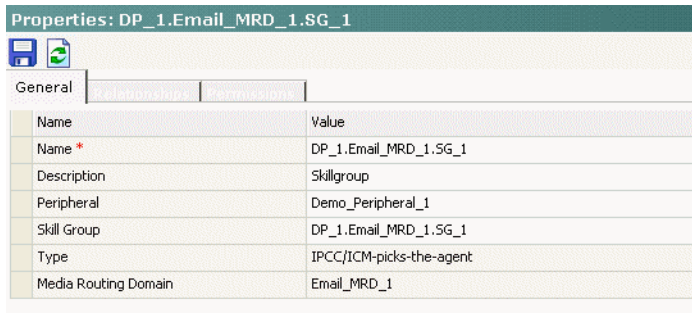 Properties: DP_1.Email_MRD_1.SG_1
General Relationships Permissions
Name Value
Name * DP_1.Email_MRD_1.SG_1
Description Skillgroup
Peripheral Demo_Peripheral_1
Skill Group DP_1.Email_MRD_1.SG_1
Type IPCC/ICM-picks-the-agent
Media Routing Domain Email_MRD_1